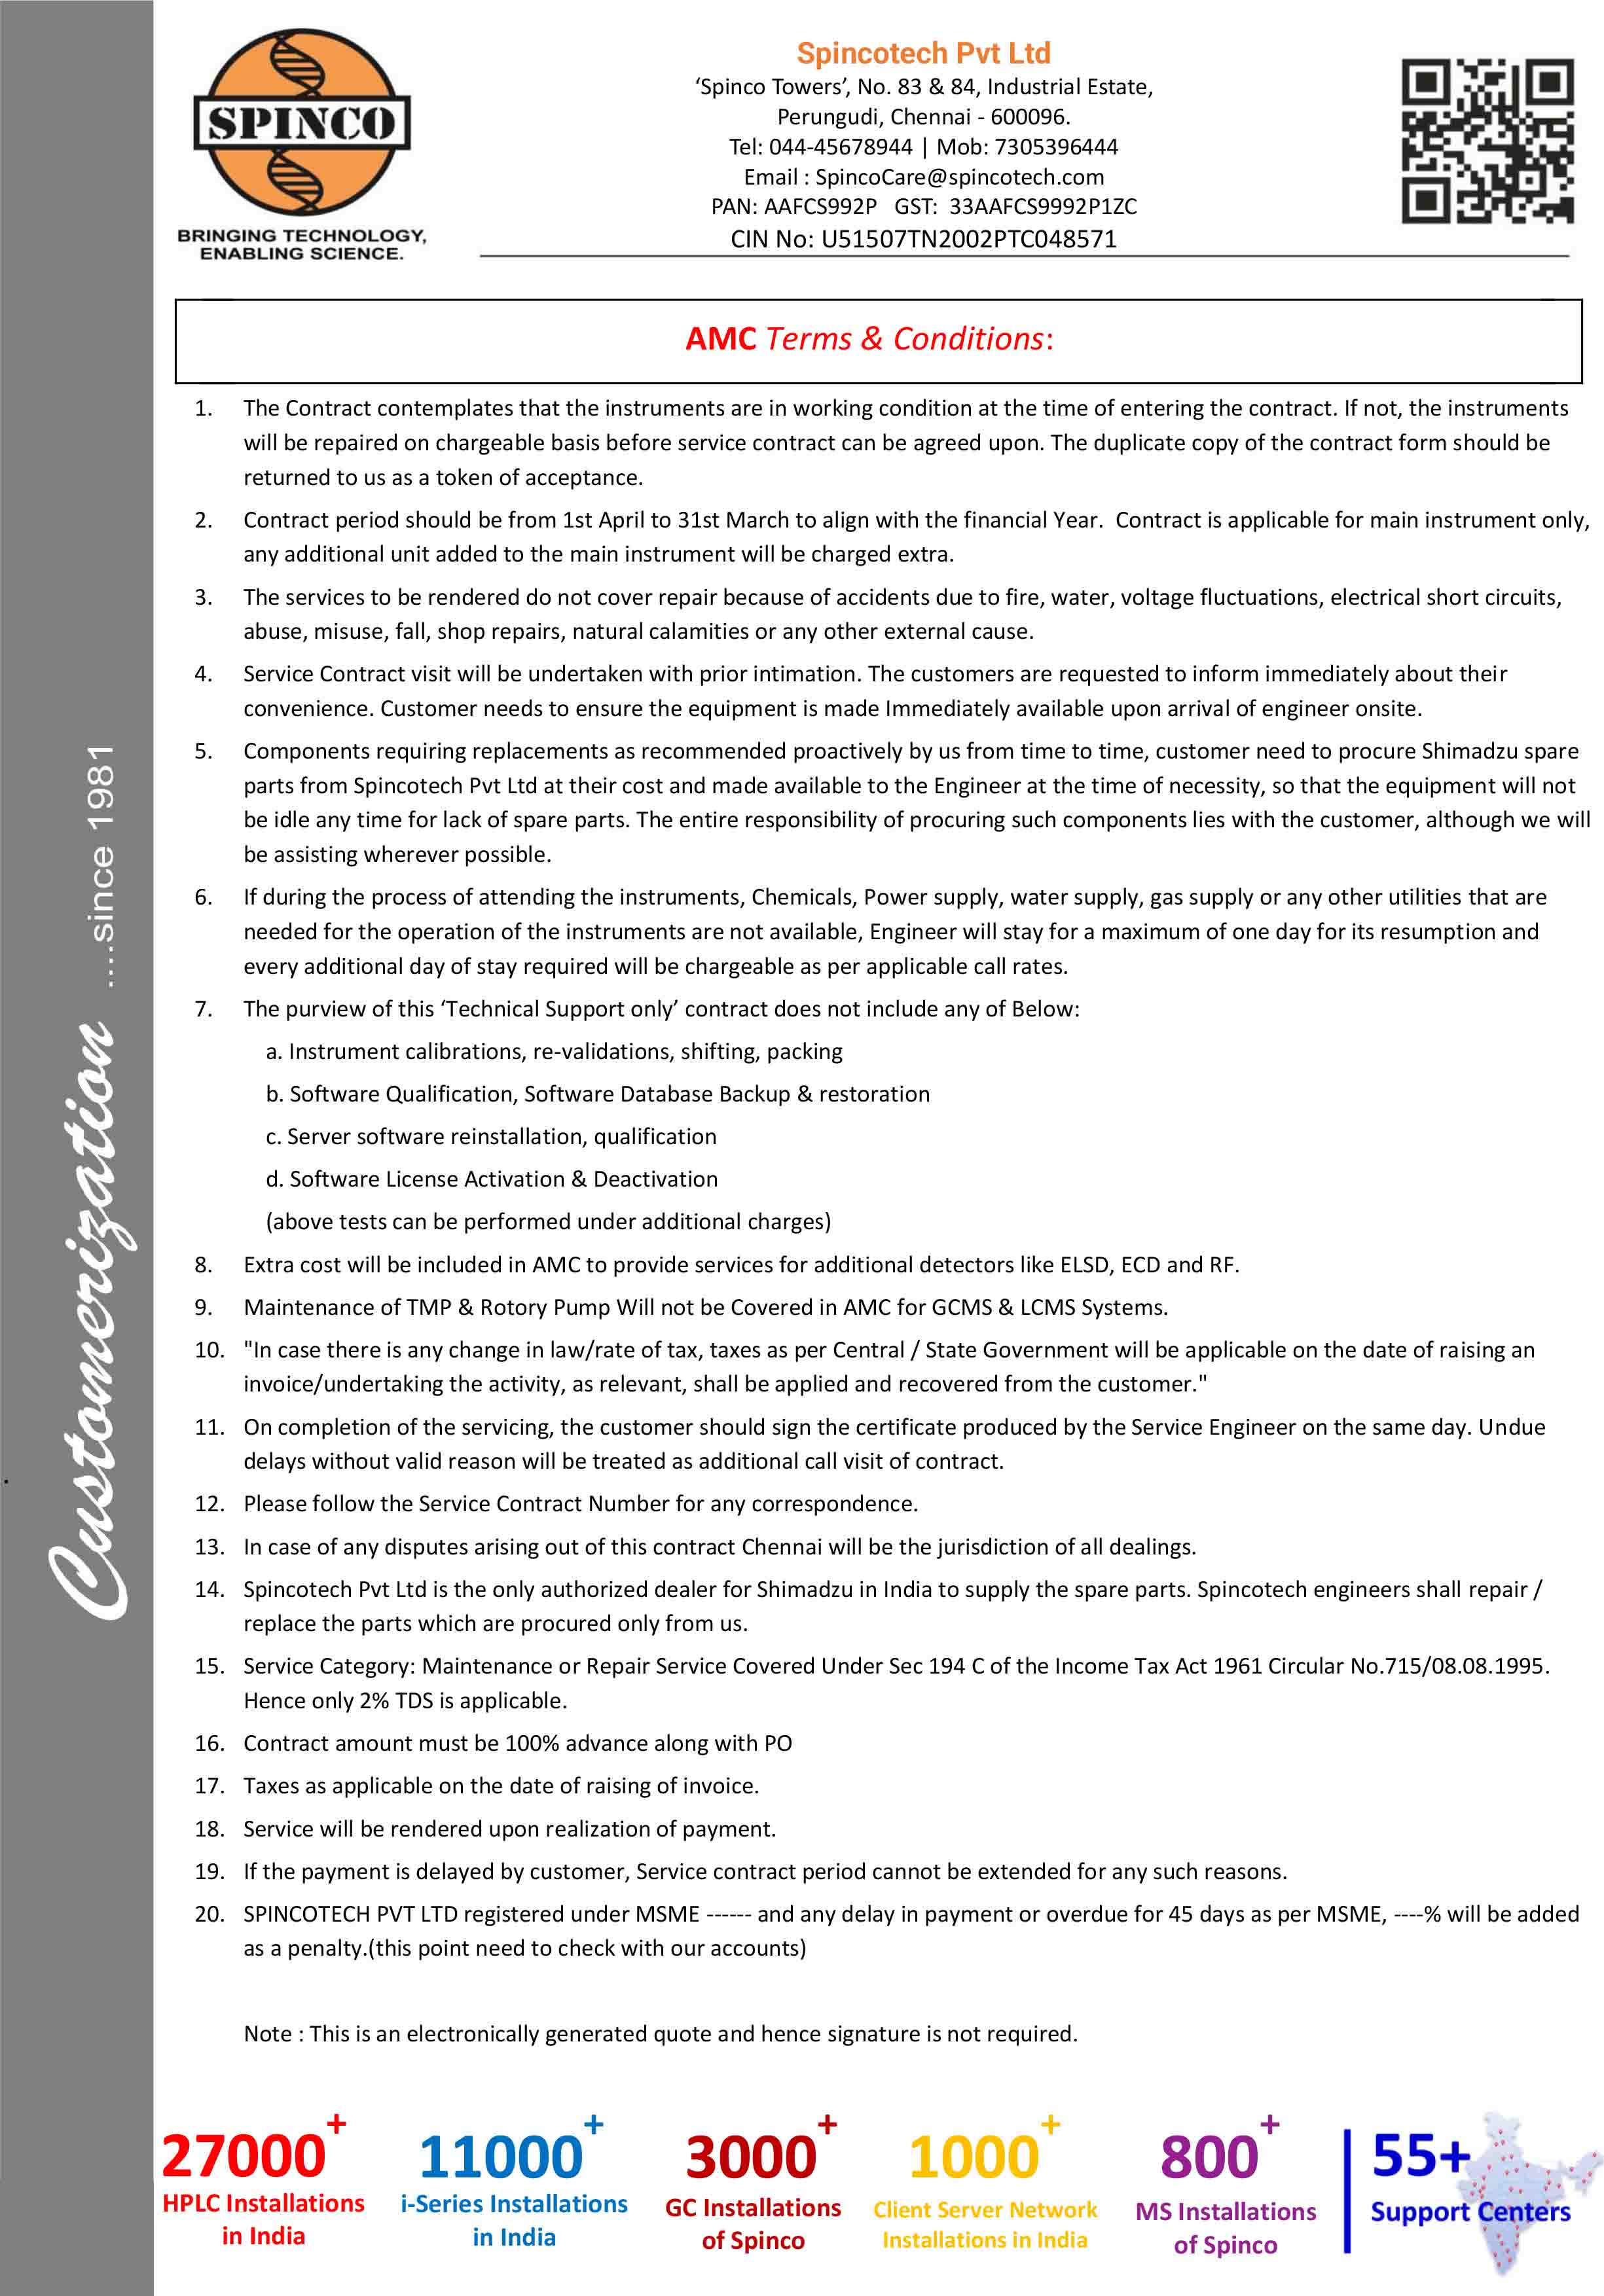 SPINCO
BRINGING TECHNOLOGY,
ENABLING SCIENCE.
Spincotech Pvt Ltd
‘Spinco Towers’, No. 83 & 84, Industrial Estate,
Perungudi, Chennai - 600096.
Tel: 044-45678944 | Mob: 7305396444
Email : SpincoCare@spincotech.com
PAN: AAFCS992P GST: 33AAFCS9992P1ZC
CIN No: U51507TN2002PTC048571
AMC Terms & Conditions:
1. The Contract contemplates that the instruments are in working condition at the time of entering the contract. If not, the instruments
will be repaired on chargeable basis before service contract can be agreed upon. The duplicate copy of the contract form should be
returned to us as a token of acceptance.
2. Contract period should be from 1st April to 31st March to align with the financial Year. Contract is applicable for main instrument only,
any additional unit added to the main instrument will be charged extra.
3. The services to be rendered do not cover repair because of accidents due to fire, water, voltage fluctuations, electrical short circuits,
abuse, misuse, fall, shop repairs, natural calamities or any other external cause.
4. Service Contract visit will be undertaken with prior intimation. The customers are requested to inform immediately about their
convenience. Customer needs to ensure the equipment is made Immediately available upon arrival of engineer onsite.
5. Components requiring replacements as recommended proactively by us from time to time, customer need to procure Shimadzu spare
parts from Spincotech Pvt Ltd at their cost and made available to the Engineer at the time of necessity, so that the equipment will not
be idle any time for lack of spare parts. The entire responsibility of procuring such components lies with the customer, although we will
be assisting wherever possible.
6. If during the process of attending the instruments, Chemicals, Power supply, water supply, gas supply or any other utilities that are
needed for the operation of the instruments are not available, Engineer will stay for a maximum of one day for its resumption and
every additional day of stay required will be chargeable as per applicable call rates.
7. The purview of this ‘Technical Support only’ contract does not include any of Below:
a. Instrument calibrations, re-validations, shifting, packing
b. Software Qualification, Software Database Backup & restoration
c. Server software reinstallation, qualification
d. Software License Activation & Deactivation
(above tests can be performed under additional charges)
8. Extra cost will be included in AMC to provide services for additional detectors like ELSD, ECD and RF.
9. Maintenance of TMP & Rotory Pump Will not be Covered in AMC for GCMS & LCMS Systems.
10. "In case there is any change in law/rate of tax, taxes as per Central / State Government will be applicable on the date of raising an
invoice/undertaking the activity, as relevant, shall be applied and recovered from the customer."
11. On completion of the servicing, the customer should sign the certificate produced by the Service Engineer on the same day. Undue
delays without valid reason will be treated as additional call visit of contract.
12. Please follow the Service Contract Number for any correspondence.
13. In case of any disputes arising out of this contract Chennai will be the jurisdiction of all dealings.
14. Spincotech Pvt Ltd is the only authorized dealer for Shimadzu in India to supply the spare parts. Spincotech engineers shall repair /
replace the parts which are procured only from us.
15. Service Category: Maintenance or Repair Service Covered Under Sec 194 C of the Income Tax Act 1961 Circular No.715/08.08.1995.
Hence only 2% TDS is applicable.
16. Contract amount must be 100% advance along with PO
17. Taxes as applicable on the date of raising of invoice.
18. Service will be rendered upon realization of payment.
19. If the payment is delayed by customer, Service contract period cannot be extended for any such reasons.
20. SPINCOTECH PVT LTD registered under MSME ------ and any delay in payment or overdue for 45 days as per MSME, ----% will be added
as a penalty.(this point need to check with our accounts)
Note : This is an electronically generated quote and hence signature is not required.
Customerization ....since 1981
27000+
HPLC Installations
in India
11000+
i-Series Installations
in India
3000+
GC Installations
of Spinco
1000+
Client Server Network
Installations in India
800+
MS Installations
of Spinco
55+
Support Centers